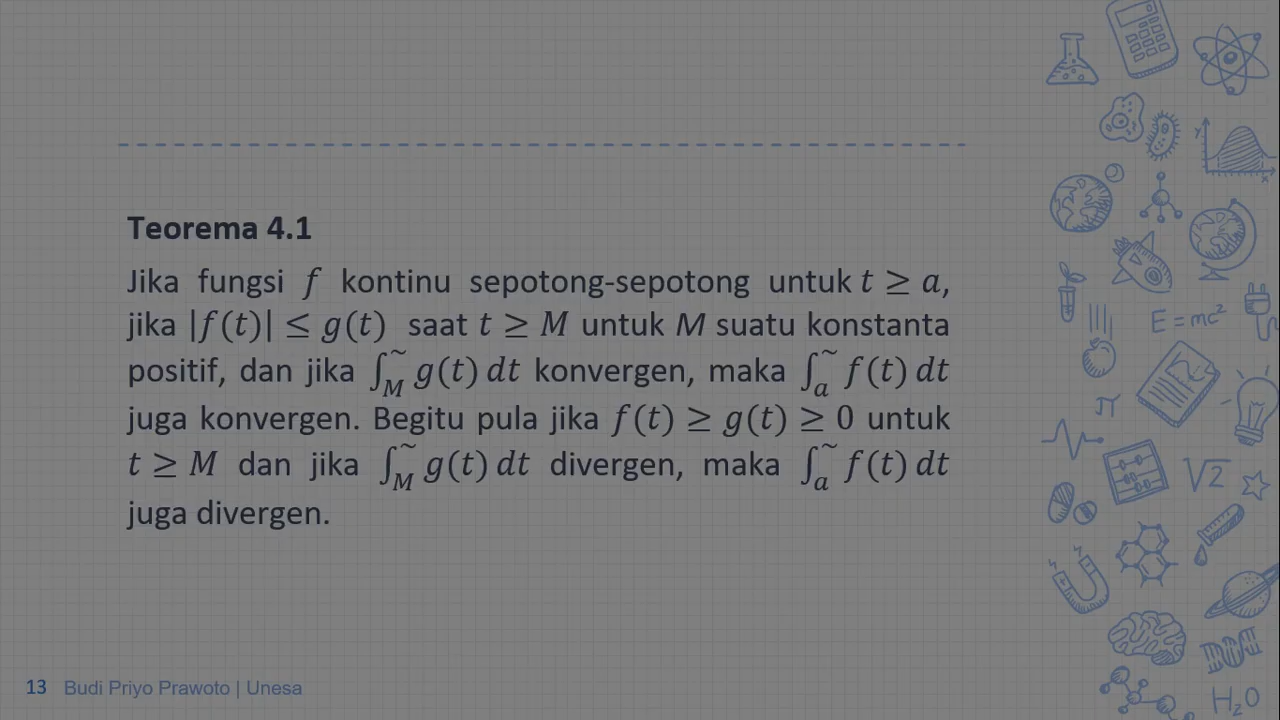 Teorema 4.1
Jika fungsi f kontinu sepotong-sepotong untuk t ≥ a,
jika |f(t)| ≤ g(t) saat t ≥ M untuk M suatu konstanta
positif, dan jika ∫_M^~ g(t) dt konvergen, maka ∫_a^~ f(t) dt
juga konvergen. Begitu pula jika f(t) ≥ g(t) ≥ 0 untuk
t ≥ M dan jika ∫_M^~ g(t) dt divergen, maka ∫_a^~ f(t) dt
juga divergen.
13 Budi Priyo Prawoto | Unesa
y
x
E = mc²
π
√2
H₂O